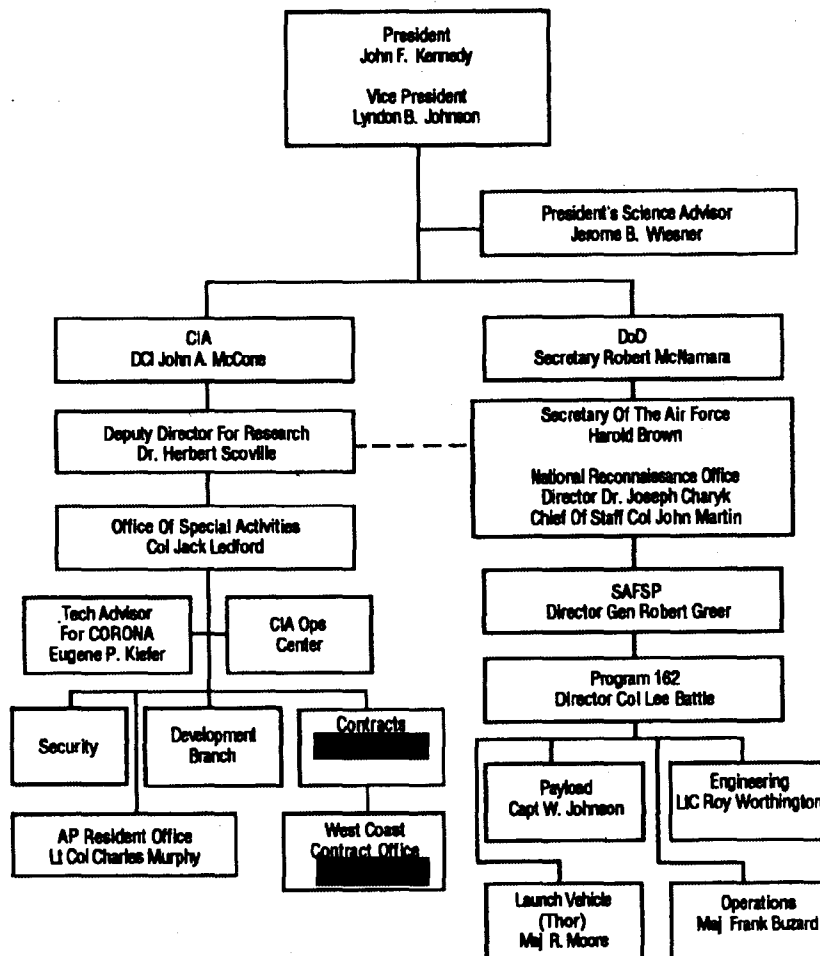 President
John F. Kennedy
Vice President
Lyndon B. Johnson
President's Science Advisor
Jerome B. Wiesner
CIA
DCI John A. McCone
DoD
Secretary Robert McNamara
Deputy Director For Research
Dr. Herbert Scoville
Secretary Of The Air Force
Harold Brown
National Reconnaissance Office
Director Dr. Joseph Charyk
Chief Of Staff Col John Martin
Office Of Special Activities
Col Jack Ledford
SAFSP
Director Gen Robert Greer
Tech Advisor
For CORONA
Eugene P. Kiefer
CIA Ops
Center
Program 162
Director Col Lee Battle
Security
Development
Branch
Contracts
Payload
Capt W. Johnson
Engineering
LtC Roy Worthington
AP Resident Office
Lt Col Charles Murphy
West Coast
Contract Office
Launch Vehicle
(Thor)
Maj R. Moore
Operations
Maj Frank Buzard